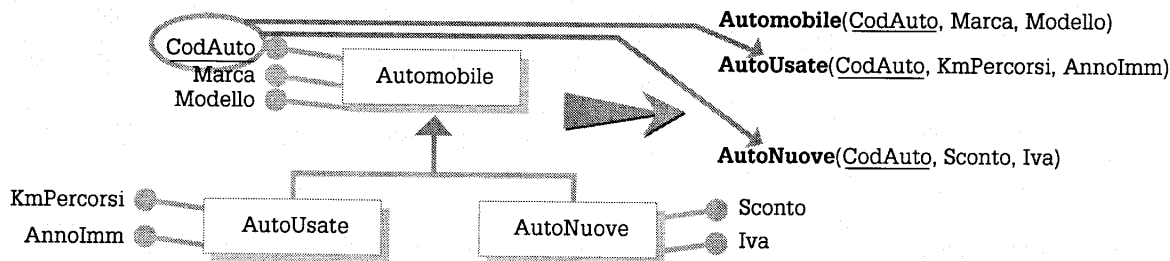 CodAuto
Marca
Modello
Automobile
Automobile(CodAuto, Marca, Modello)
AutoUsate(CodAuto, KmPercorsi, AnnoImm)
AutoNuove(CodAuto, Sconto, Iva)
KmPercorsi
AnnoImm
AutoUsate
AutoNuove
Sconto
Iva